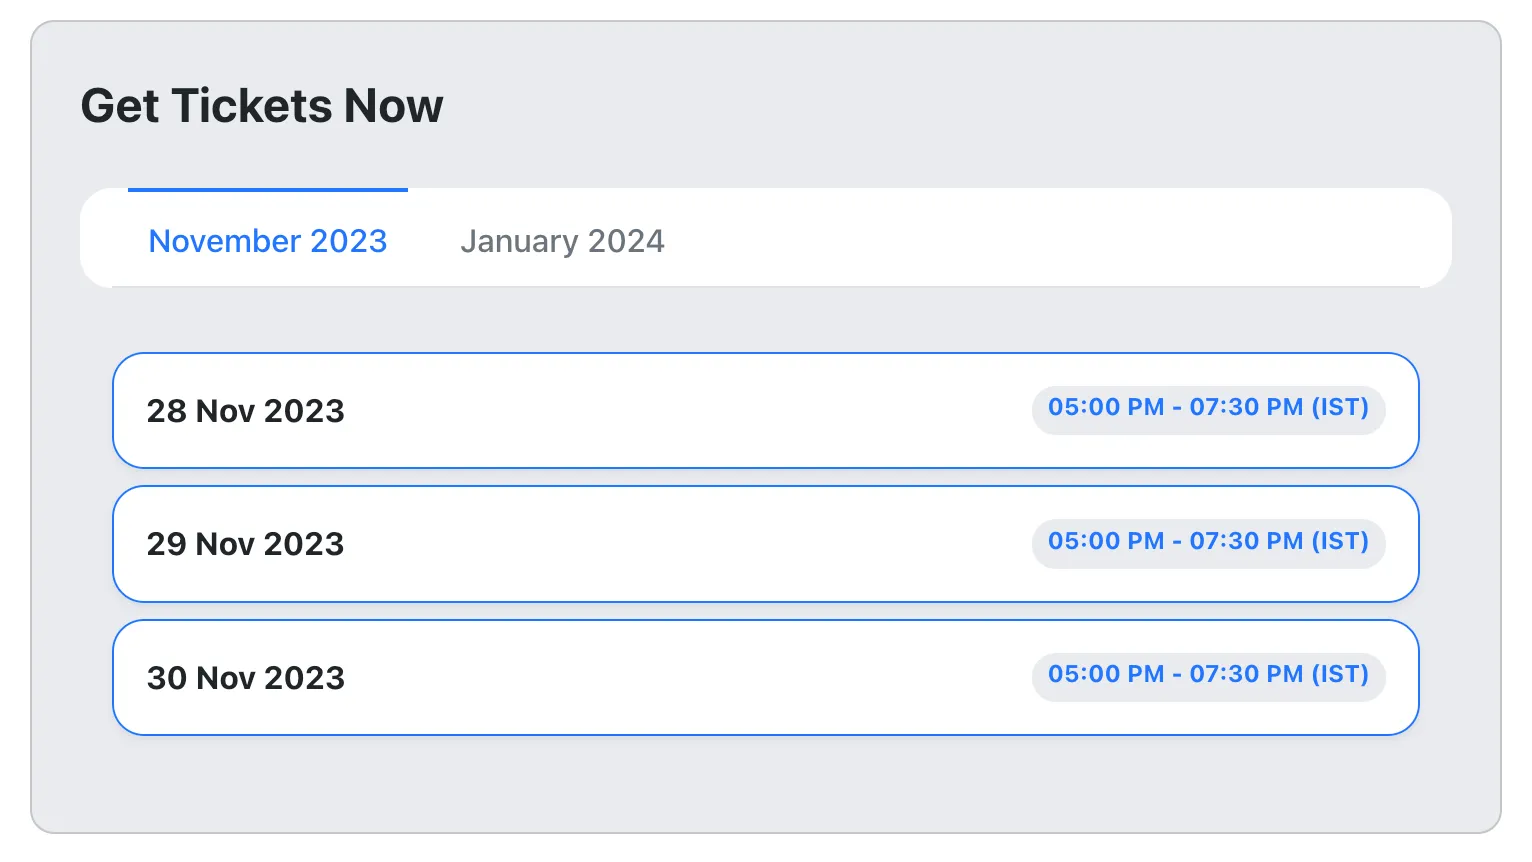 Get Tickets Now
November 2023 January 2024
28 Nov 2023 05:00 PM - 07:30 PM (IST)
29 Nov 2023 05:00 PM - 07:30 PM (IST)
30 Nov 2023 05:00 PM - 07:30 PM (IST)